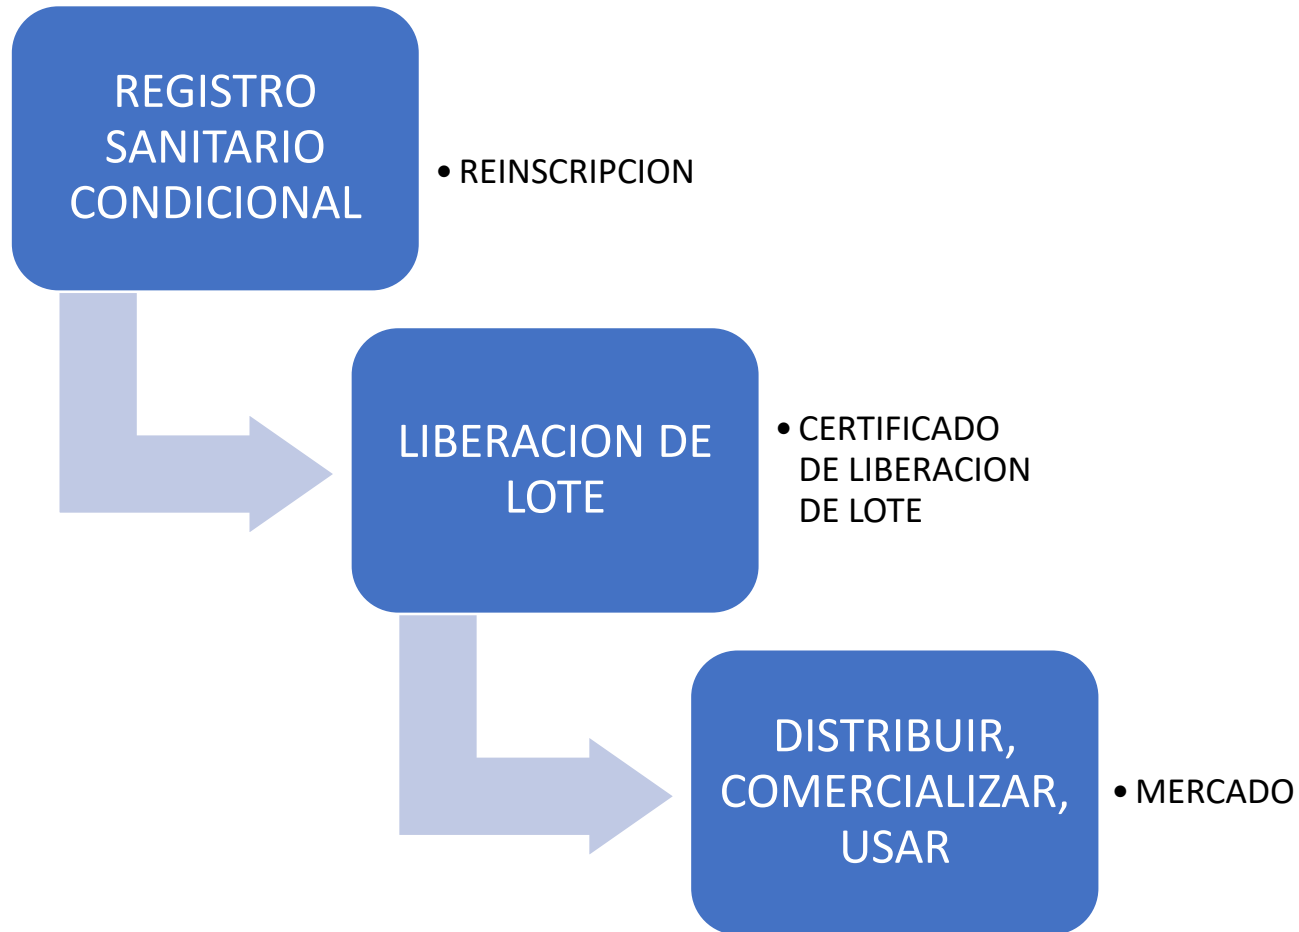 REGISTRO
SANITARIO
CONDICIONAL
• REINSCRIPCION
LIBERACION DE
LOTE
• CERTIFICADO
DE LIBERACION
DE LOTE
DISTRIBUIR,
COMERCIALIZAR,
USAR
• MERCADO